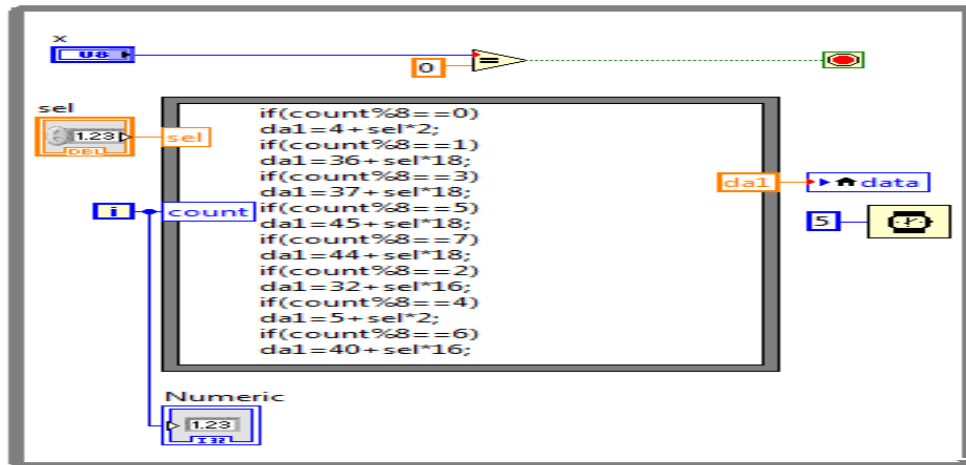 x
U8
0
=
sel
1.23
DBL
sel
if(count%8==0)
da1=4+sel*2;
if(count%8==1)
da1=36+sel*18;
if(count%8==3)
da1=37+sel*18;
if(count%8==5)
da1=45+sel*18;
if(count%8==7)
da1=44+sel*18;
if(count%8==2)
da1=32+sel*16;
if(count%8==4)
da1=5+sel*2;
if(count%8==6)
da1=40+sel*16;
i
count
da1
data
5
Numeric
1.23
I32